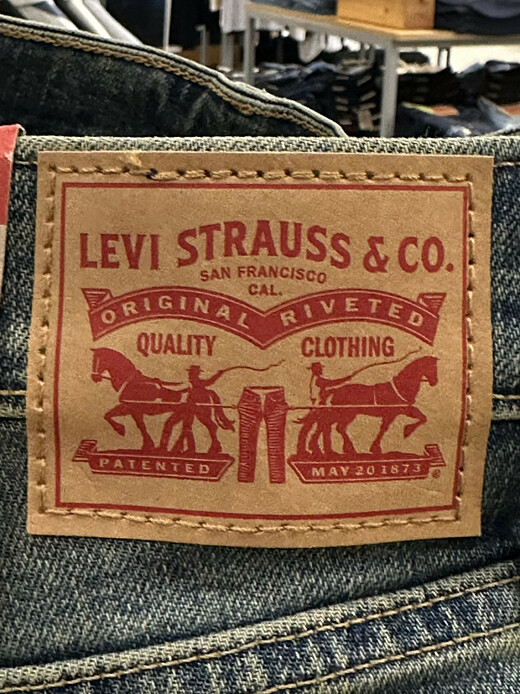 LEVI STRAUSS & CO.
SAN FRANCISCO
CAL.
ORIGINAL RIVETED
QUALITY CLOTHING
PATENTED MAY 20 1873 ®